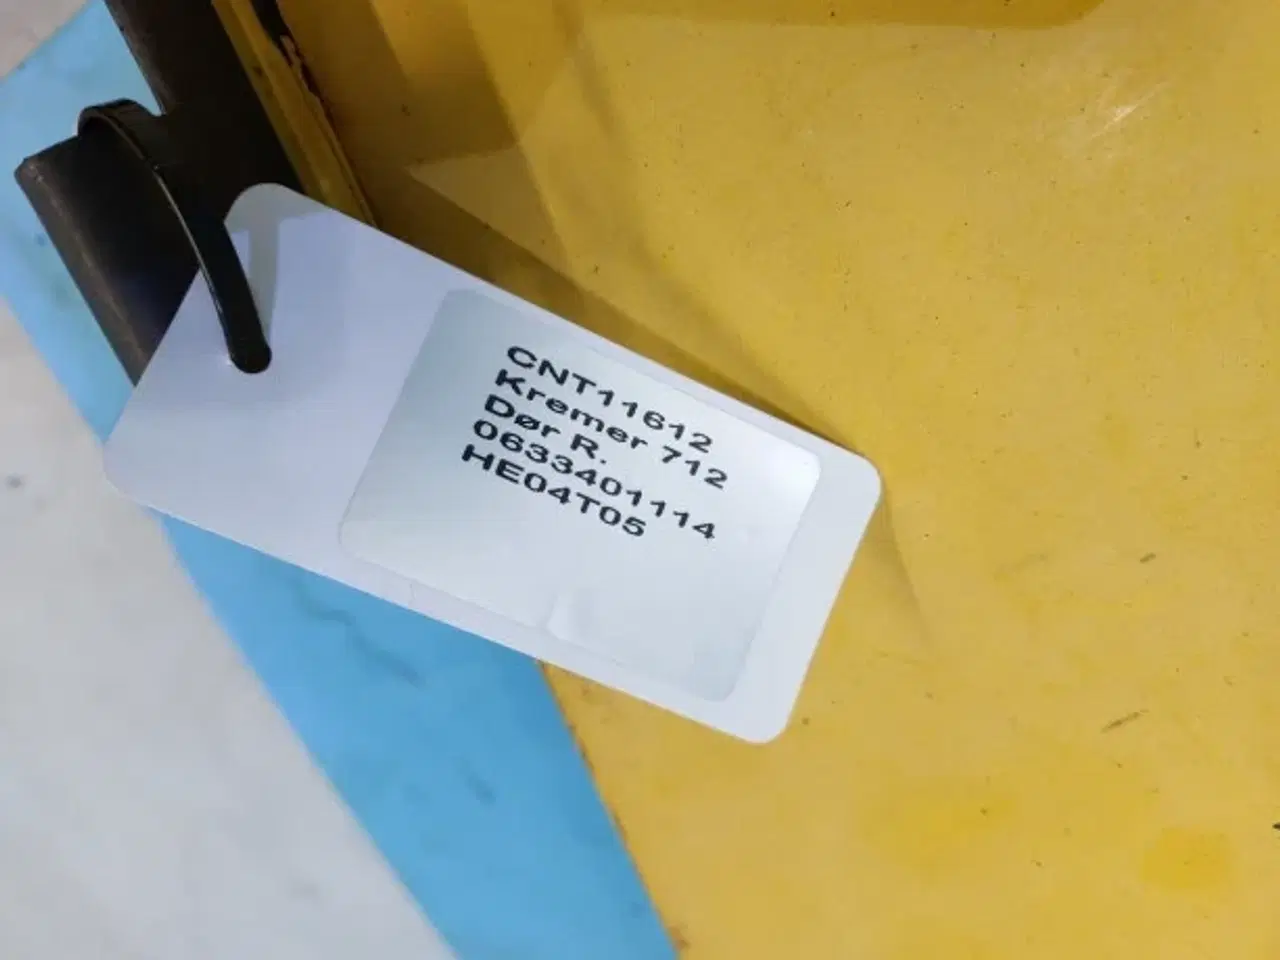 CNT11612
Kremer 712
Dør R.
0633401114
HE04T05